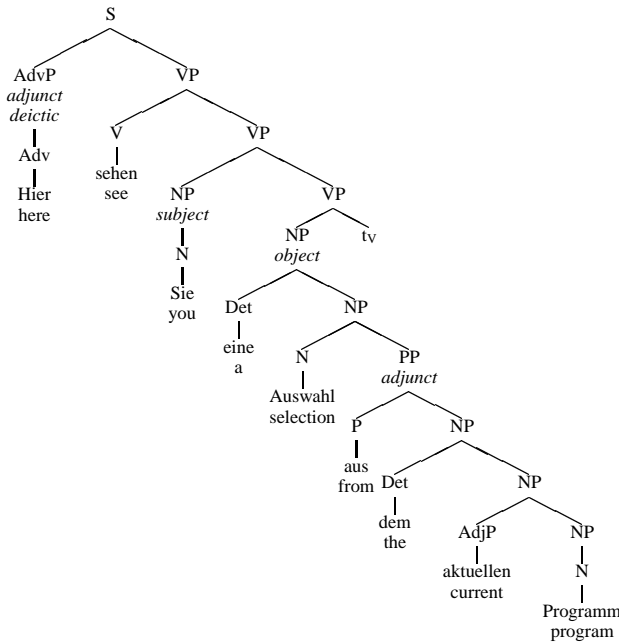 S
AdvP VP
adjunct
deictic
V VP
Adv
sehen
see
Hier
here
NP VP
subject
NP tv
object
N
Sie
you
Det NP
eine
a
N PP
adjunct
Auswahl
selection
P NP
aus
from
Det NP
dem
the
AdjP NP
aktuellen
current
N
Programm
program